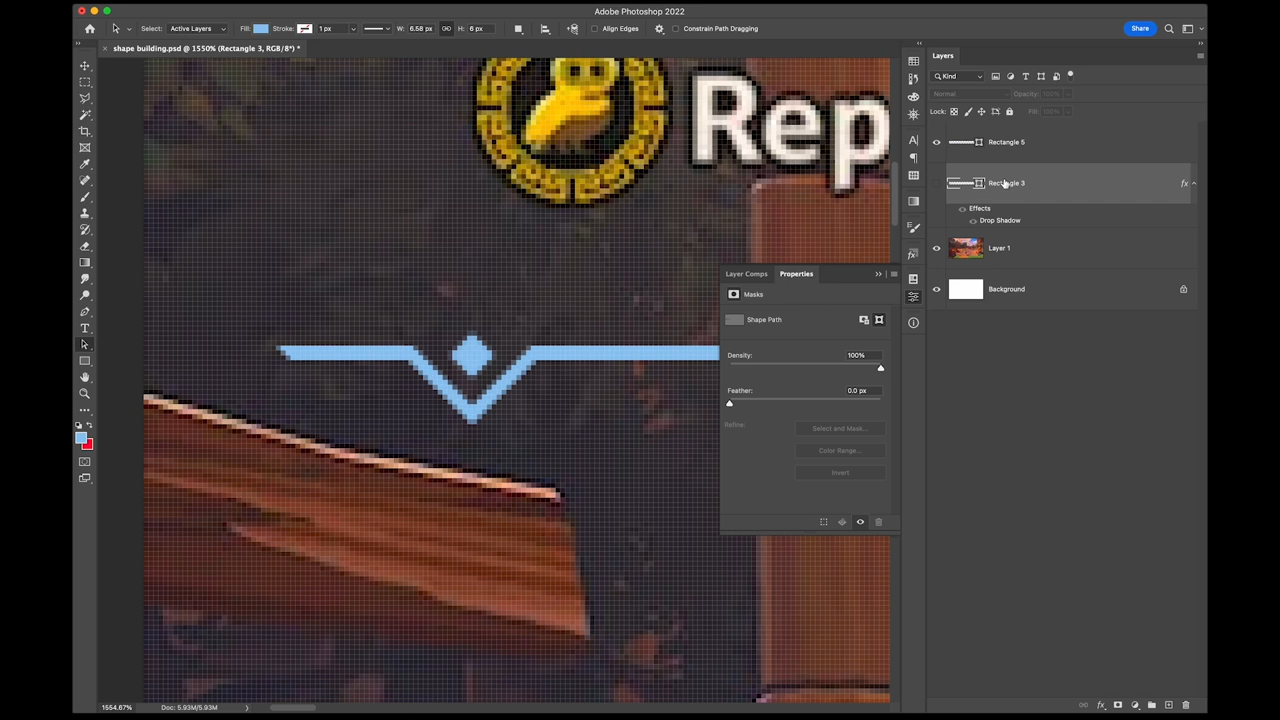 Adobe Photoshop 2022
Select: Active Layers Fill: Stroke: 1 px W: 6.58 px H: 6 px Align Edges Constrain Path Dragging Share
shape building.psd @ 1550% (Rectangle 3, RGB/8*) *
Layers
Kind
Normal Opacity: 100%
Lock: Fill: 100%
Rectangle 5
Rectangle 3 fx
Effects
Drop Shadow
Layer 1
Background
Rep
Layer Comps Properties
Masks
Shape Path
Density: 100%
Feather: 0.0 px
Refine: Select and Mask...
Color Range...
Invert
1554.67% Doc: 5.93M/5.93M